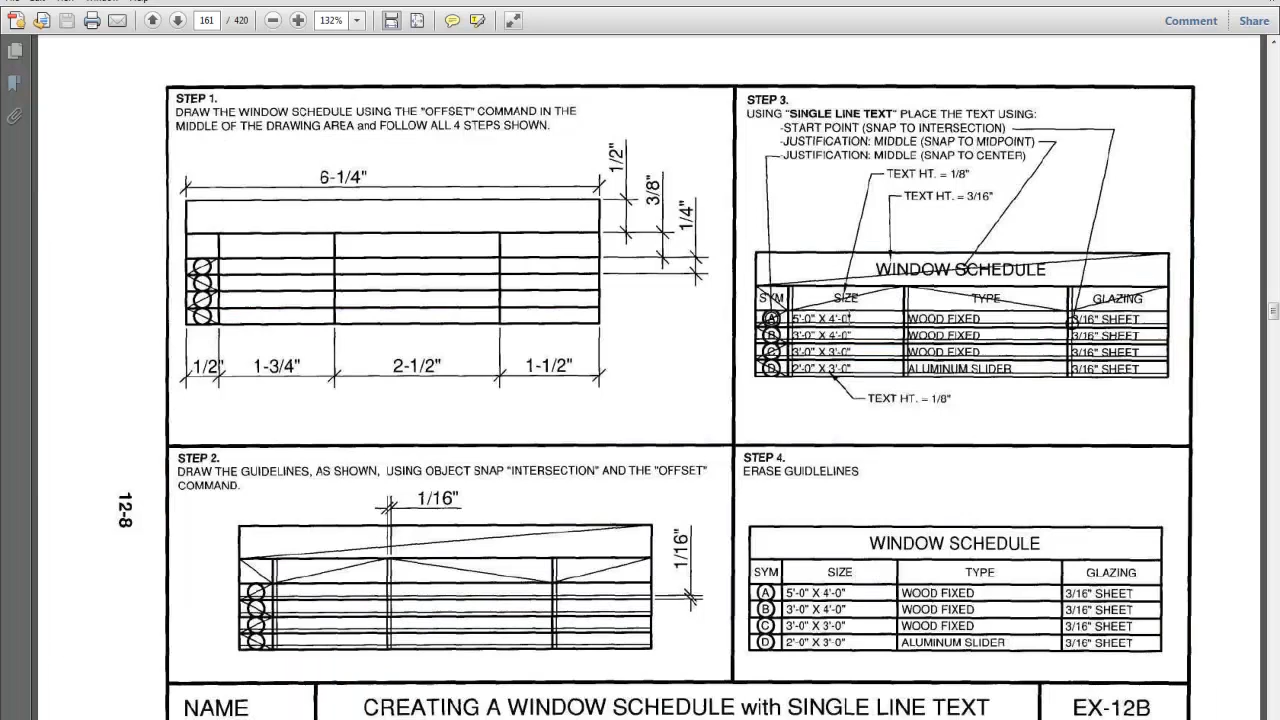 161 / 420
132%
Comment
Share
STEP 1.
DRAW THE WINDOW SCHEDULE USING THE "OFFSET" COMMAND IN THE
MIDDLE OF THE DRAWING AREA and FOLLOW ALL 4 STEPS SHOWN.
6-1/4"
1/2"
3/8"
1/4"
1/2"
1-3/4"
2-1/2"
1-1/2"
STEP 3.
USING "SINGLE LINE TEXT" PLACE THE TEXT USING:
-START POINT (SNAP TO INTERSECTION)
-JUSTIFICATION: MIDDLE (SNAP TO MIDPOINT)
-JUSTIFICATION: MIDDLE (SNAP TO CENTER)
TEXT HT. = 1/8"
TEXT HT. = 3/16"
WINDOW SCHEDULE
SYM SIZE TYPE GLAZING
A 5'-0" X 4'-0" WOOD FIXED 3/16" SHEET
B 3'-0" X 4'-0" WOOD FIXED 3/16" SHEET
C 3'-0" X 3'-0" WOOD FIXED 3/16" SHEET
D 2'-0" X 3'-0" ALUMINUM SLIDER 3/16" SHEET
TEXT HT. = 1/8"
STEP 2.
DRAW THE GUIDELINES, AS SHOWN, USING OBJECT SNAP "INTERSECTION" AND THE "OFFSET"
COMMAND.
1/16"
1/16"
STEP 4.
ERASE GUIDLELINES
WINDOW SCHEDULE
SYM SIZE TYPE GLAZING
A 5'-0" X 4'-0" WOOD FIXED 3/16" SHEET
B 3'-0" X 4'-0" WOOD FIXED 3/16" SHEET
C 3'-0" X 3'-0" WOOD FIXED 3/16" SHEET
D 2'-0" X 3'-0" ALUMINUM SLIDER 3/16" SHEET
12-8
NAME
CREATING A WINDOW SCHEDULE with SINGLE LINE TEXT
EX-12B